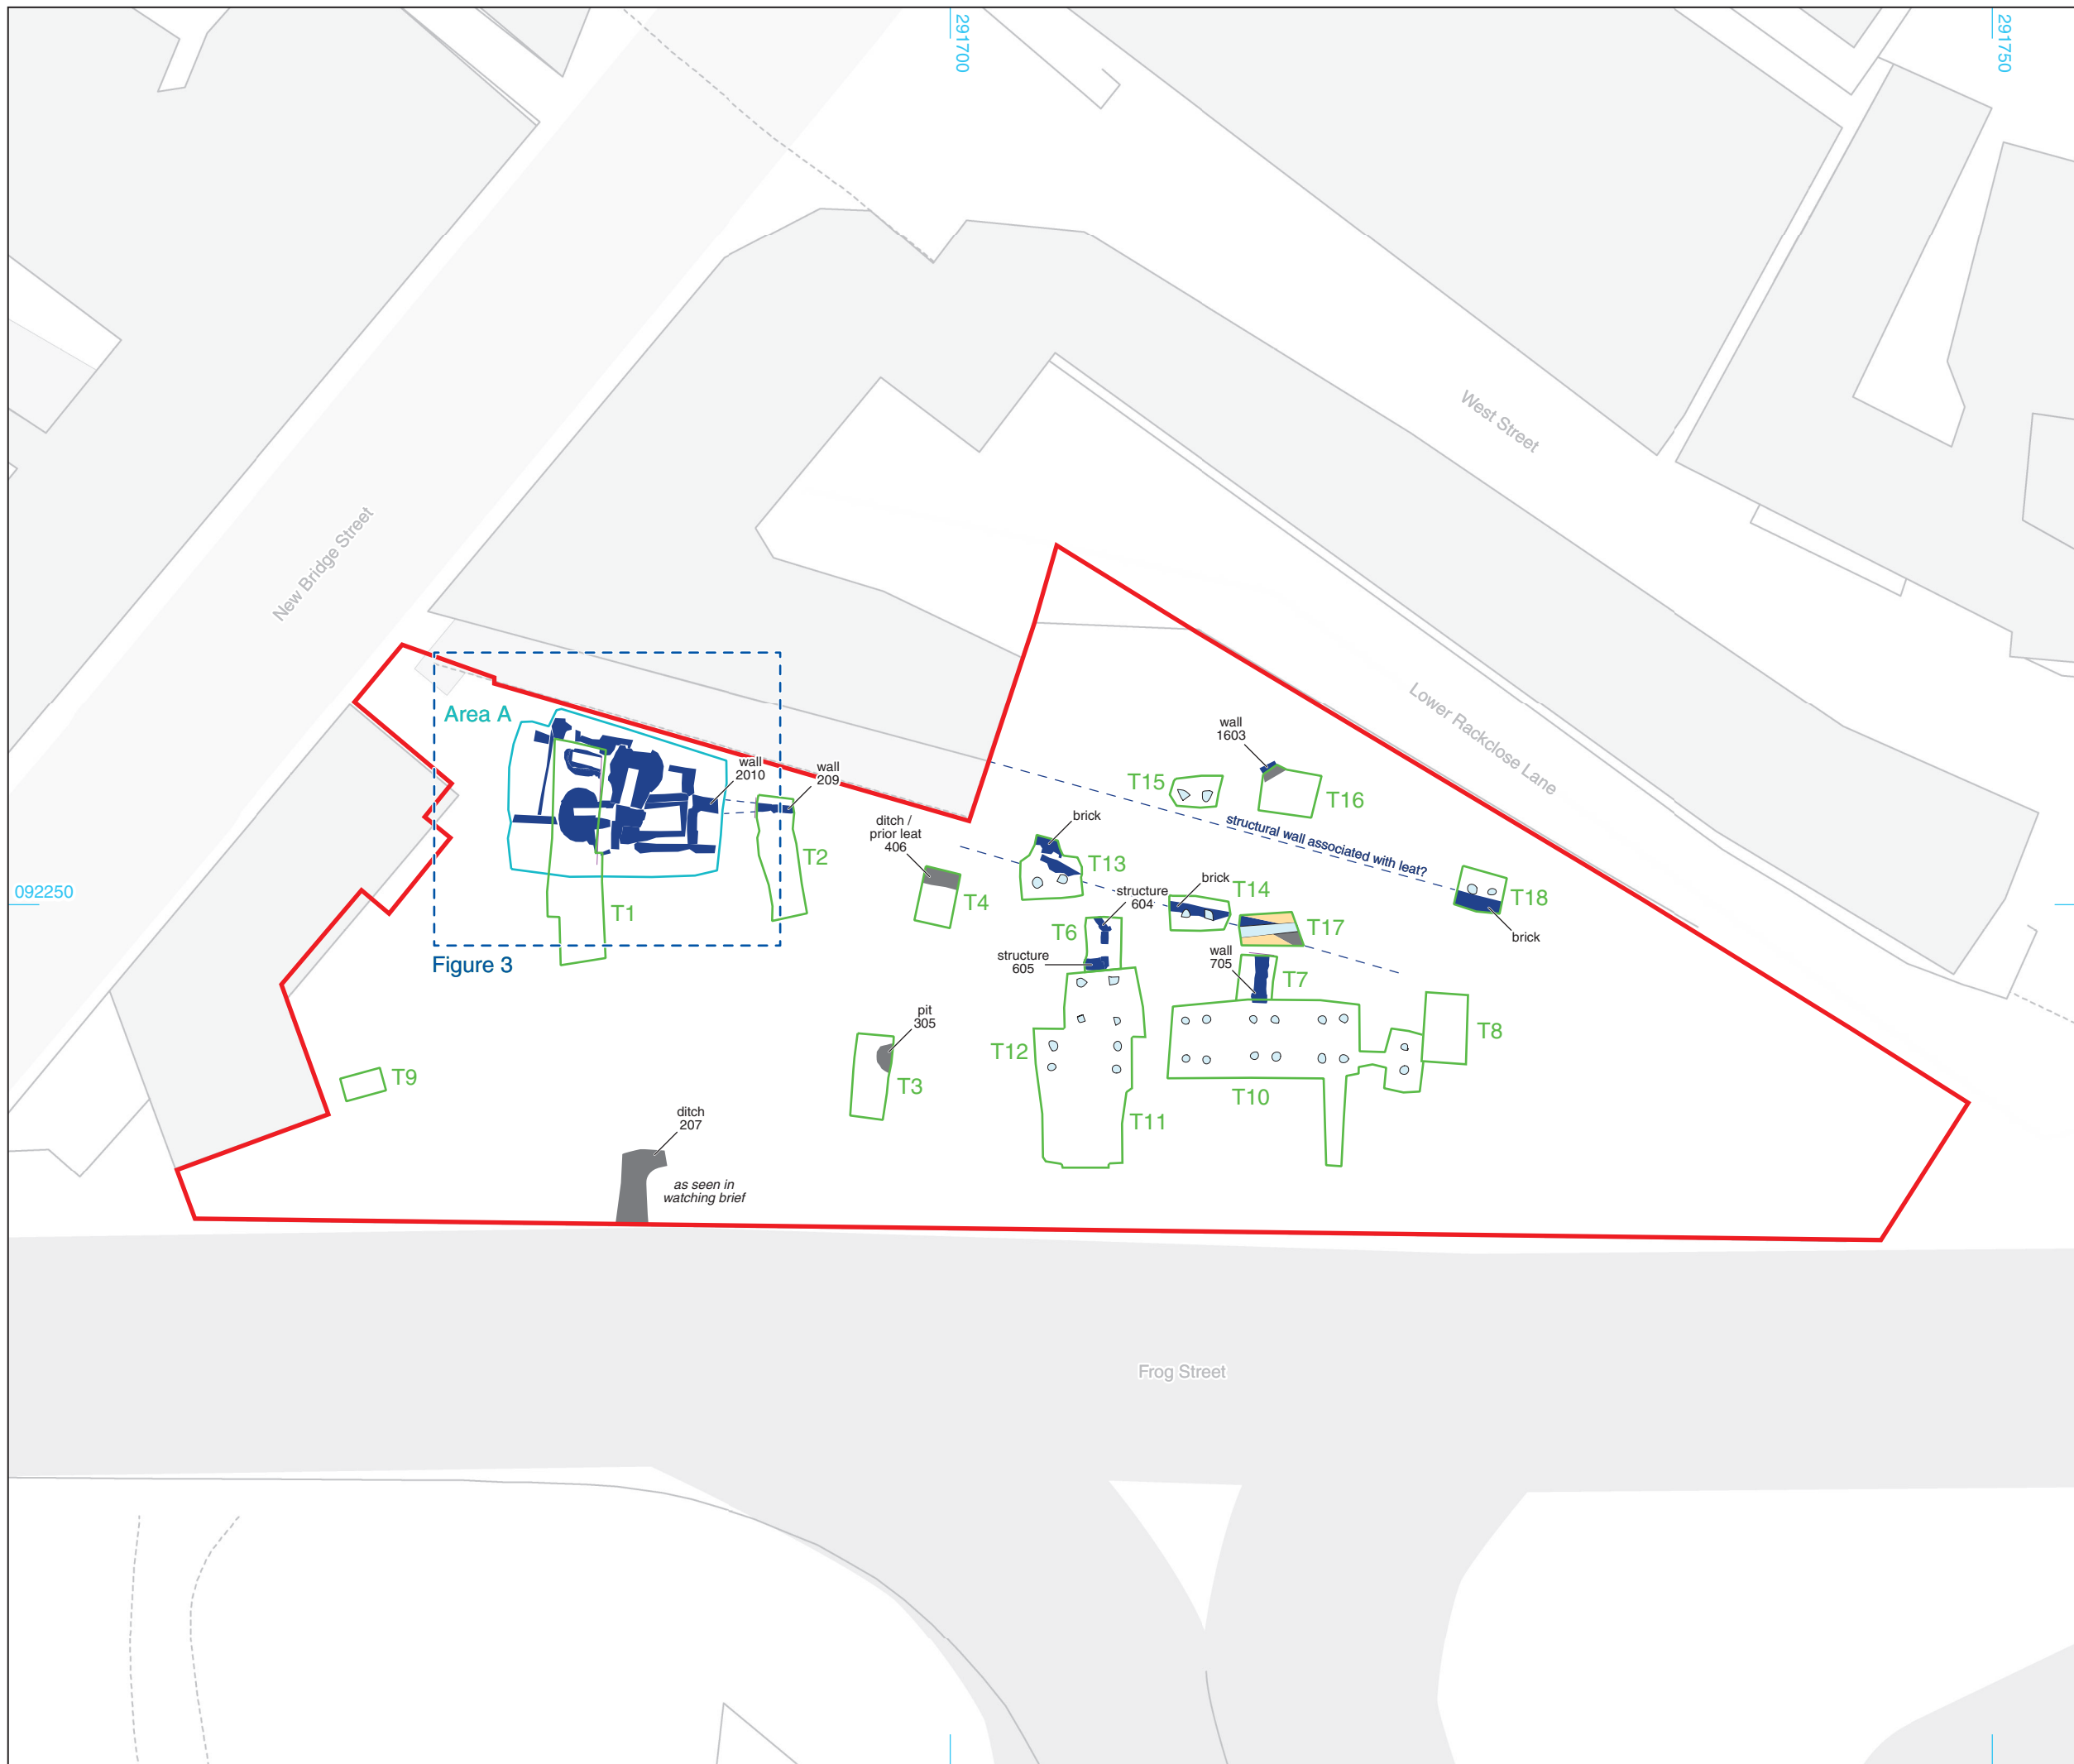 291700
291750
West Street
New Bridge Street
Lower Rackclose Lane
Area A
wall
2010
wall
209
wall
1603
T15
T16
structural wall associated with leat?
ditch /
prior leat
406
brick
T13
T2
T4
T1
092250
brick
T14
structure
604
T18
brick
T17
T6
structure
605
wall
705
T7
Figure 3
pit
305
T12
T8
T9
T3
T10
T11
ditch
207
as seen in
watching brief
Frog Street